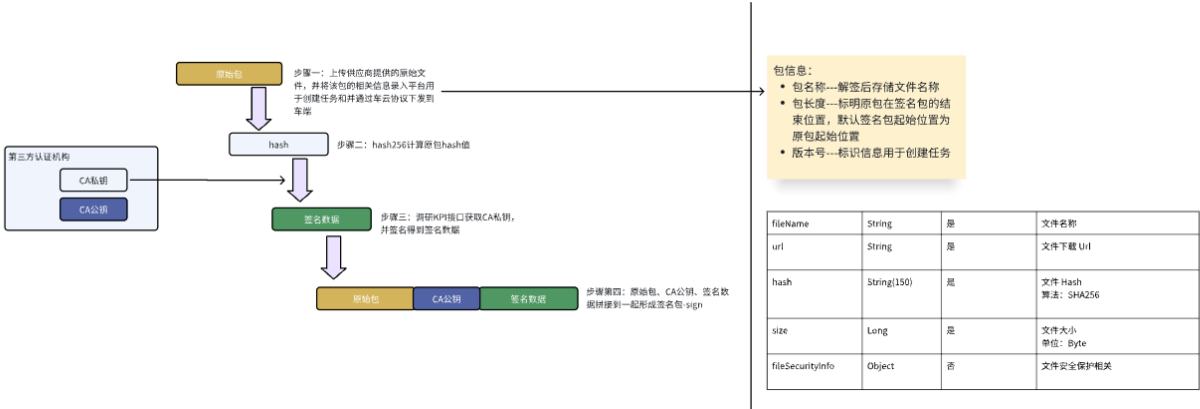 原始包
步骤一：上传供应商提供的原始文
件，并将该包的相关信息录入平台用
于创建任务和并通过车云协议下发到
车端
hash
步骤二：hash256计算原包hash值
第三方认证机构
CA私钥
CA公钥
签名数据
步骤三：调研KPI接口获取CA私钥，
并签名得到签名数据
原始包
CA公钥
签名数据
步骤第四：原始包、CA公钥、签名数
据拼接到一起形成签名包-sign
包信息：
• 包名称---解签后存储文件名称
• 包长度---标明原包在签名包的结
束位置，默认签名包起始位置为
原包起始位置
• 版本号---标识信息用于创建任务
fileName String 是 文件名称
url String 是 文件下载 Url
hash String(150) 是 文件 Hash
算法：SHA256
size Long 是 文件大小
单位：Byte
fileSecurityInfo Object 否 文件安全保护相关